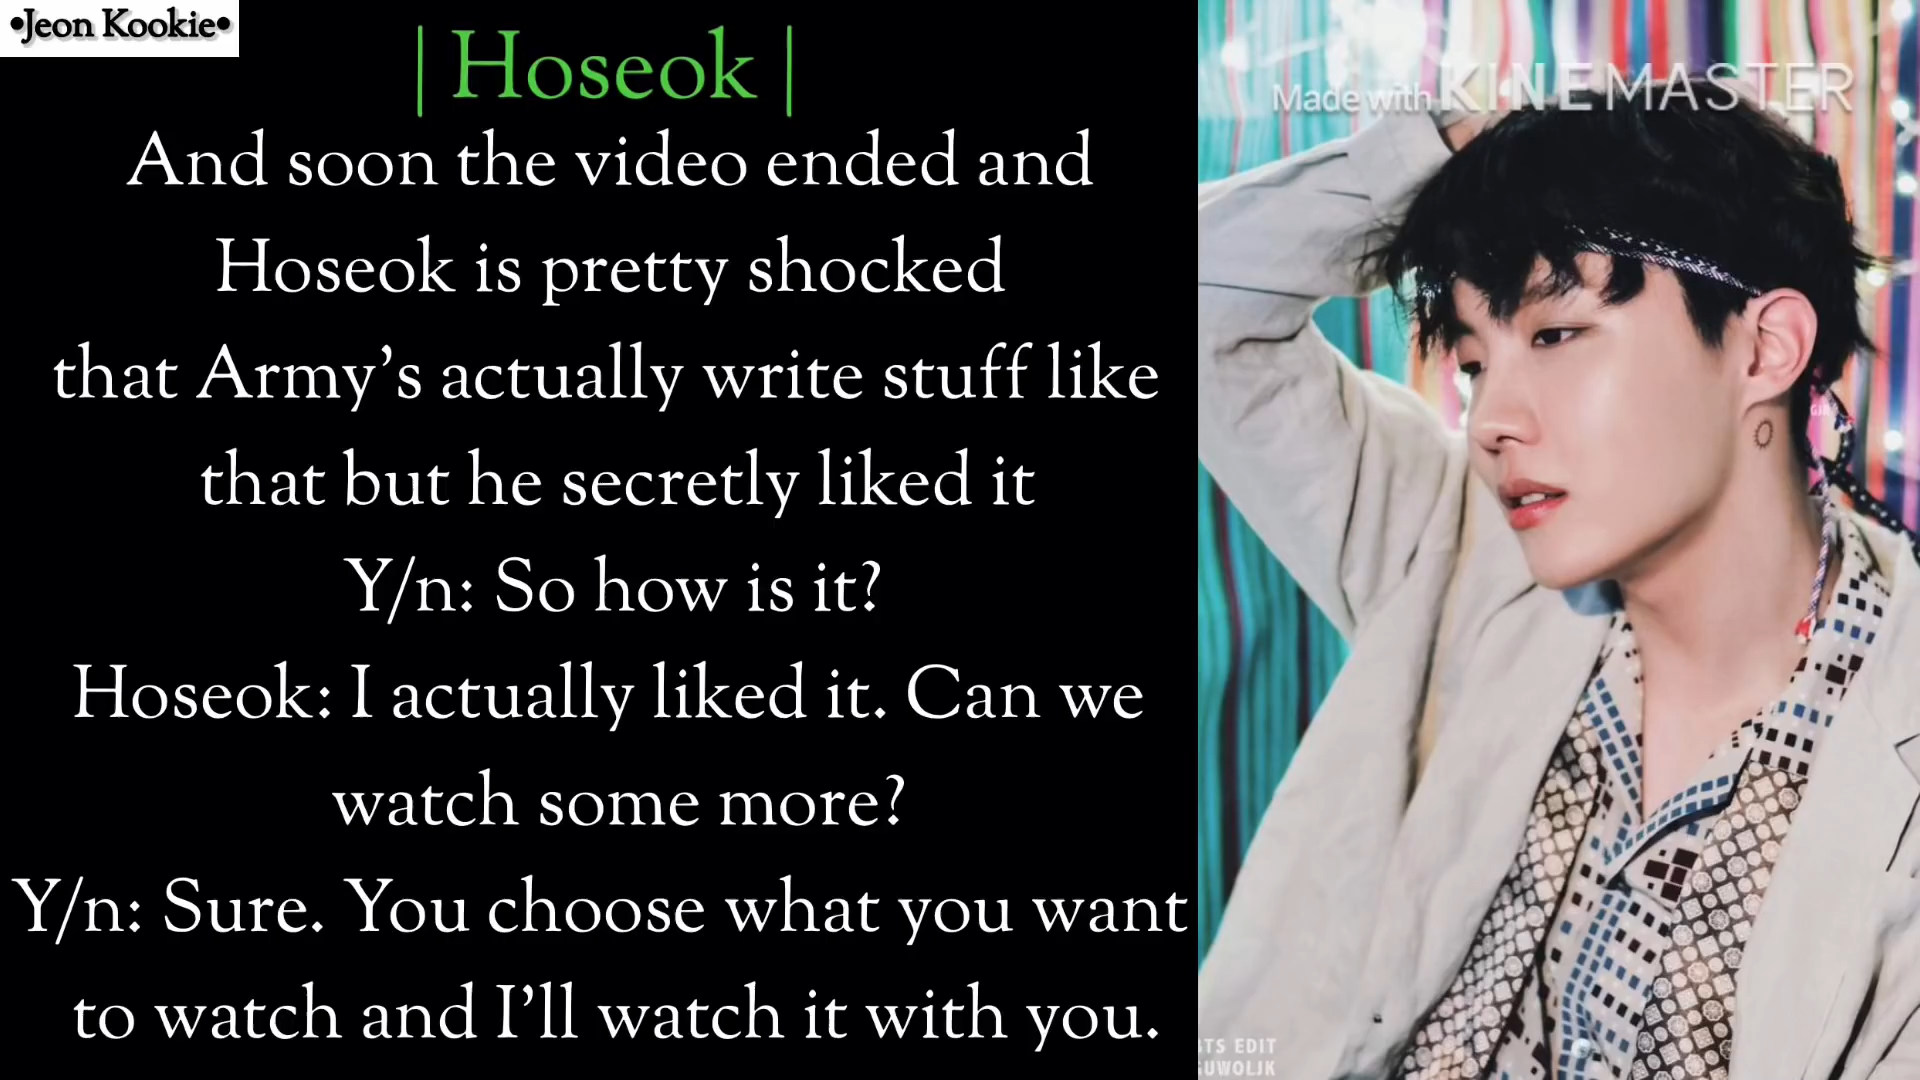 •Jeon Kookie•
| Hoseok |
And soon the video ended and
Hoseok is pretty shocked
that Army’s actually write stuff like
that but he secretly liked it
Y/n: So how is it?
Hoseok: I actually liked it. Can we
watch some more?
Y/n: Sure. You choose what you want
to watch and I’ll watch it with you.
Made with KINEMASTER
BTS EDIT
GUWOLJK